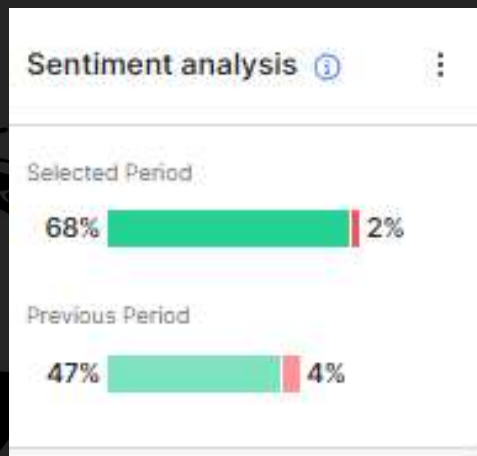 Sentiment analysis
Selected Period
68% 2%
Previous Period
47% 4%